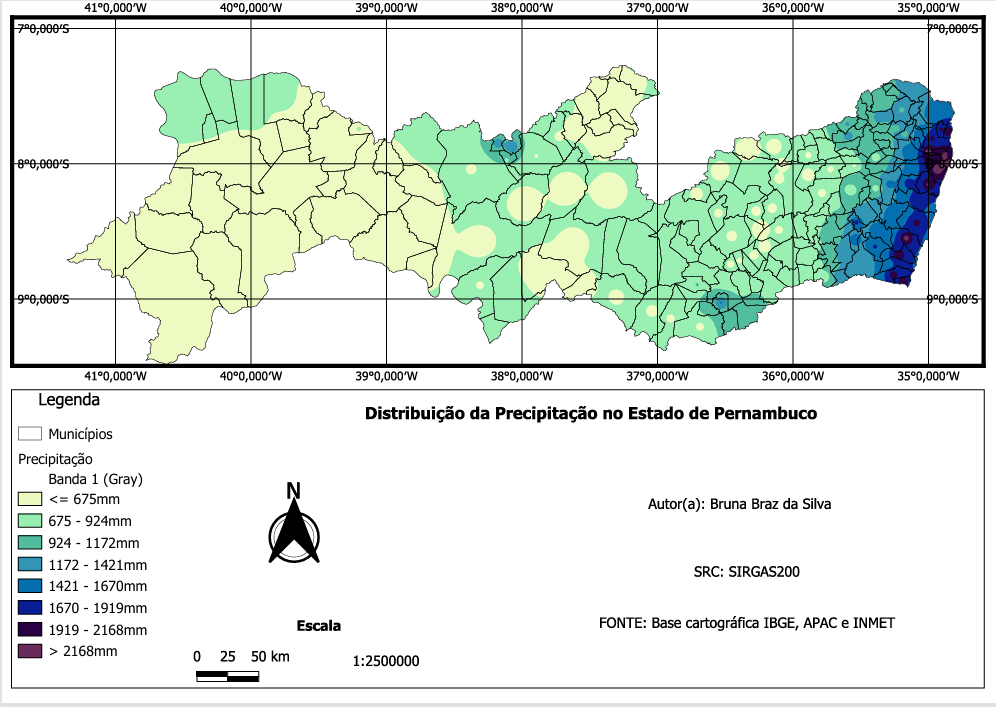 41°0,000'W 40°0,000'W 39°0,000'W 38°0,000'W 37°0,000'W 36°0,000'W 35°0,000'W
7°0,000'S 7°0,000'S
8°0,000'S 8°0,000'S
9°0,000'S 9°0,000'S
41°0,000'W 40°0,000'W 39°0,000'W 38°0,000'W 37°0,000'W 36°0,000'W 35°0,000'W
Legenda
Municípios
Precipitação
Banda 1 (Gray)
<= 675mm
675 - 924mm
924 - 1172mm
1172 - 1421mm
1421 - 1670mm
1670 - 1919mm
1919 - 2168mm
> 2168mm
N
Escala
0 25 50 km
1:2500000
Distribuição da Precipitação no Estado de Pernambuco
Autor(a): Bruna Braz da Silva
SRC: SIRGAS200
FONTE: Base cartográfica IBGE, APAC e INMET